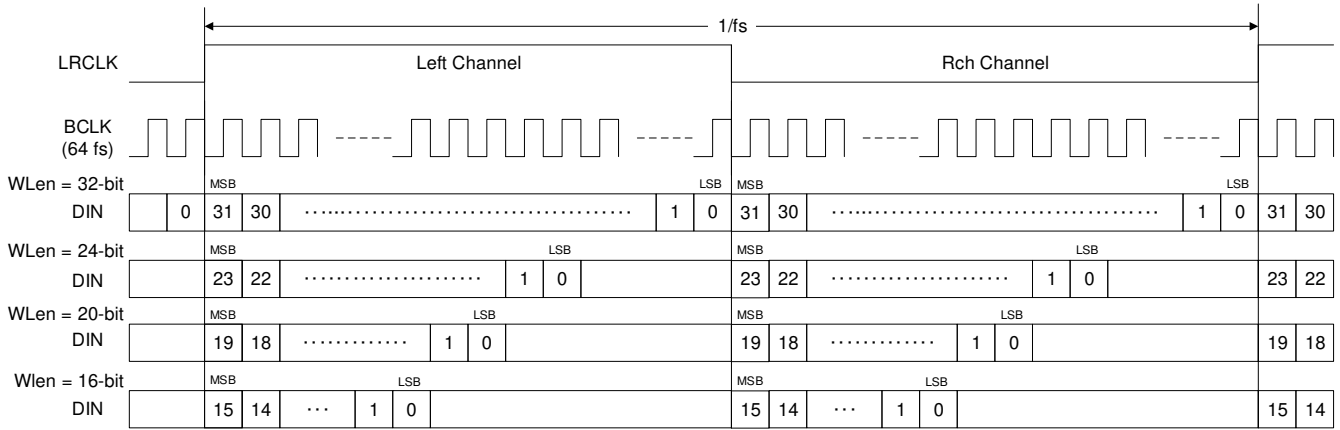 1/fs
LRCLK Left Channel Rch Channel
BCLK
(64 fs)
WLen = 32-bit MSB LSB MSB LSB
DIN 0 31 30 ...................................... 1 0 31 30 ...................................... 1 0 31 30
WLen = 24-bit MSB LSB MSB LSB
DIN 23 22 ...................... 1 0 23 22 ...................... 1 0 23 22
WLen = 20-bit MSB LSB MSB LSB
DIN 19 18 ............. 1 0 19 18 ............. 1 0 19 18
Wlen = 16-bit MSB LSB MSB LSB
DIN 15 14 ... 1 0 15 14 ... 1 0 15 14